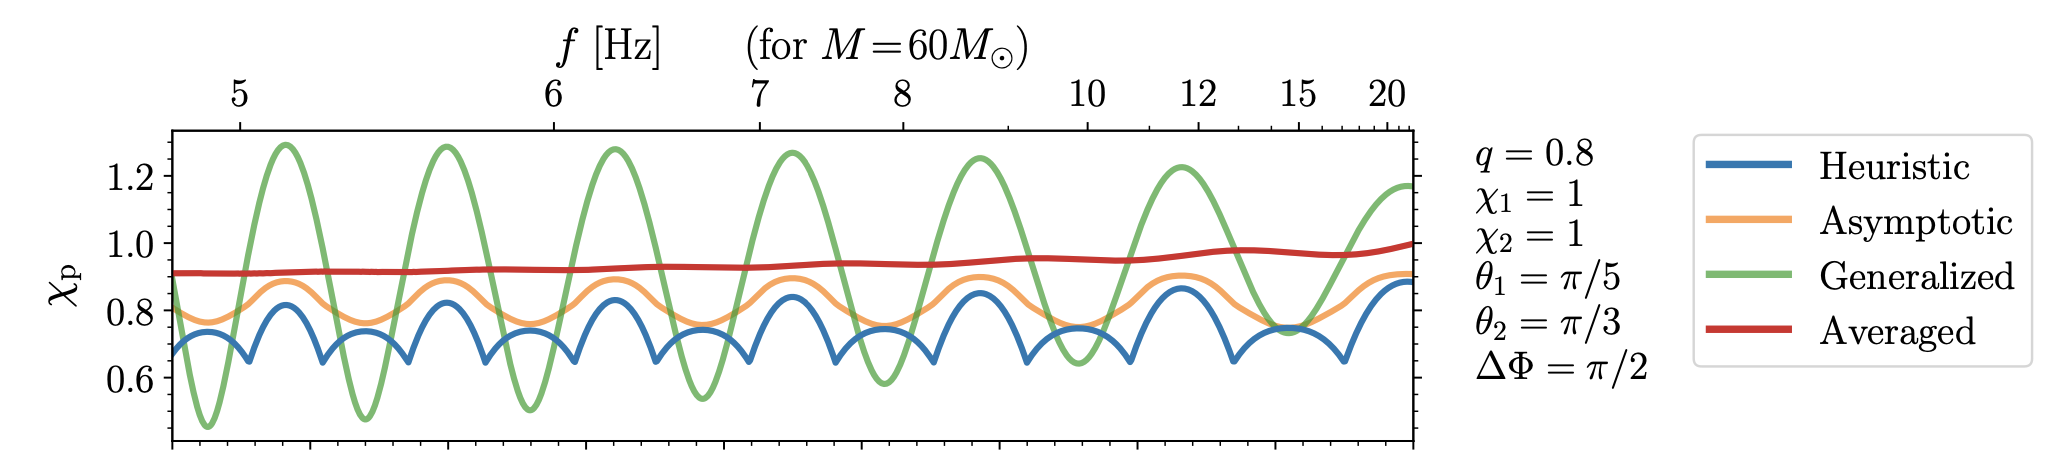 f [Hz] (for M=60M⊙)
5 6 7 8 10 12 15 20
χp
1.2
1.0
0.8
0.6
q = 0.8
χ1 = 1
χ2 = 1
θ1 = π/5
θ2 = π/3
ΔΦ = π/2
Heuristic
Asymptotic
Generalized
Averaged